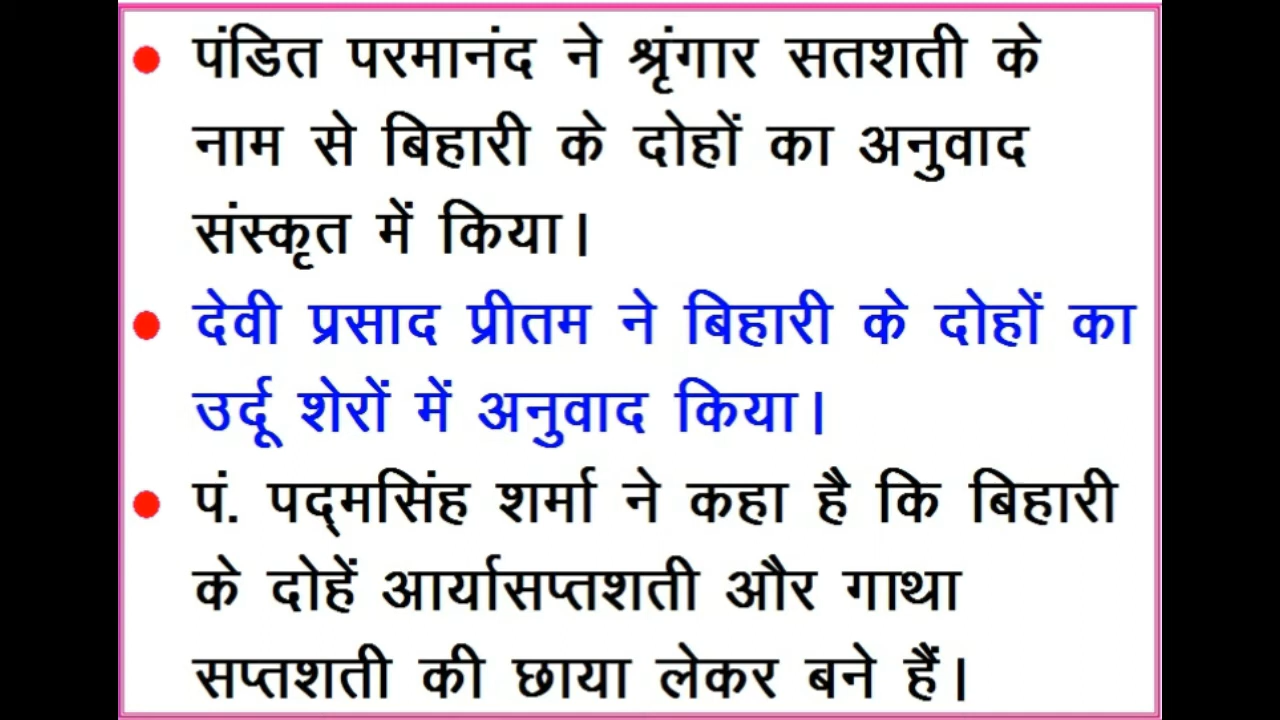 पंडित परमानंद ने श्रृंगार सतशती के
नाम से बिहारी के दोहों का अनुवाद
संस्कृत में किया।
देवी प्रसाद प्रीतम ने बिहारी के दोहों का
उर्दू शेरों में अनुवाद किया।
पं. पद्मसिंह शर्मा ने कहा है कि बिहारी
के दोहें आर्यासप्तशती और गाथा
सप्तशती की छाया लेकर बने हैं।